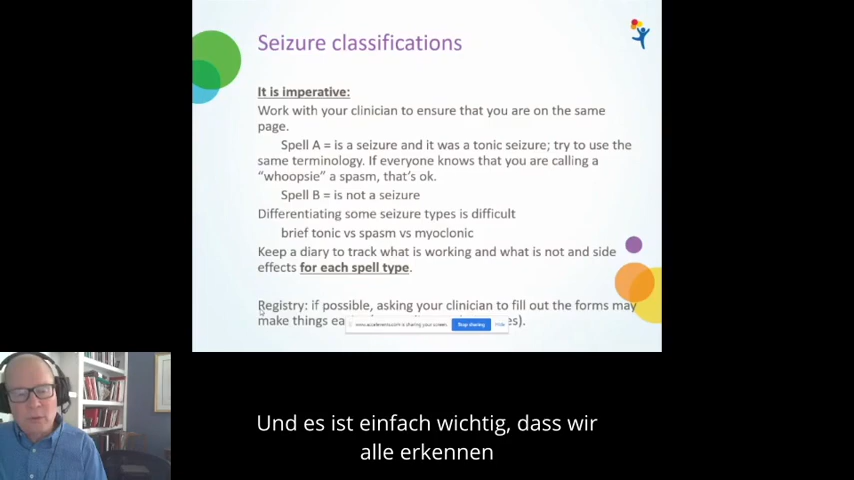 Seizure classifications
It is imperative:
Work with your clinician to ensure that you are on the same
page.
Spell A = is a seizure and it was a tonic seizure; try to use the
same terminology. If everyone knows that you are calling a
“whoopsie” a spasm, that’s ok.
Spell B = is not a seizure
Differentiating some seizure types is difficult
brief tonic vs spasm vs myoclonic
Keep a diary to track what is working and what is not and side
effects for each spell type.
Registry: if possible, asking your clinician to fill out the forms may
make things
is sharing your screen. Stop sharing Hide
Und es ist einfach wichtig, dass wir
alle erkennen